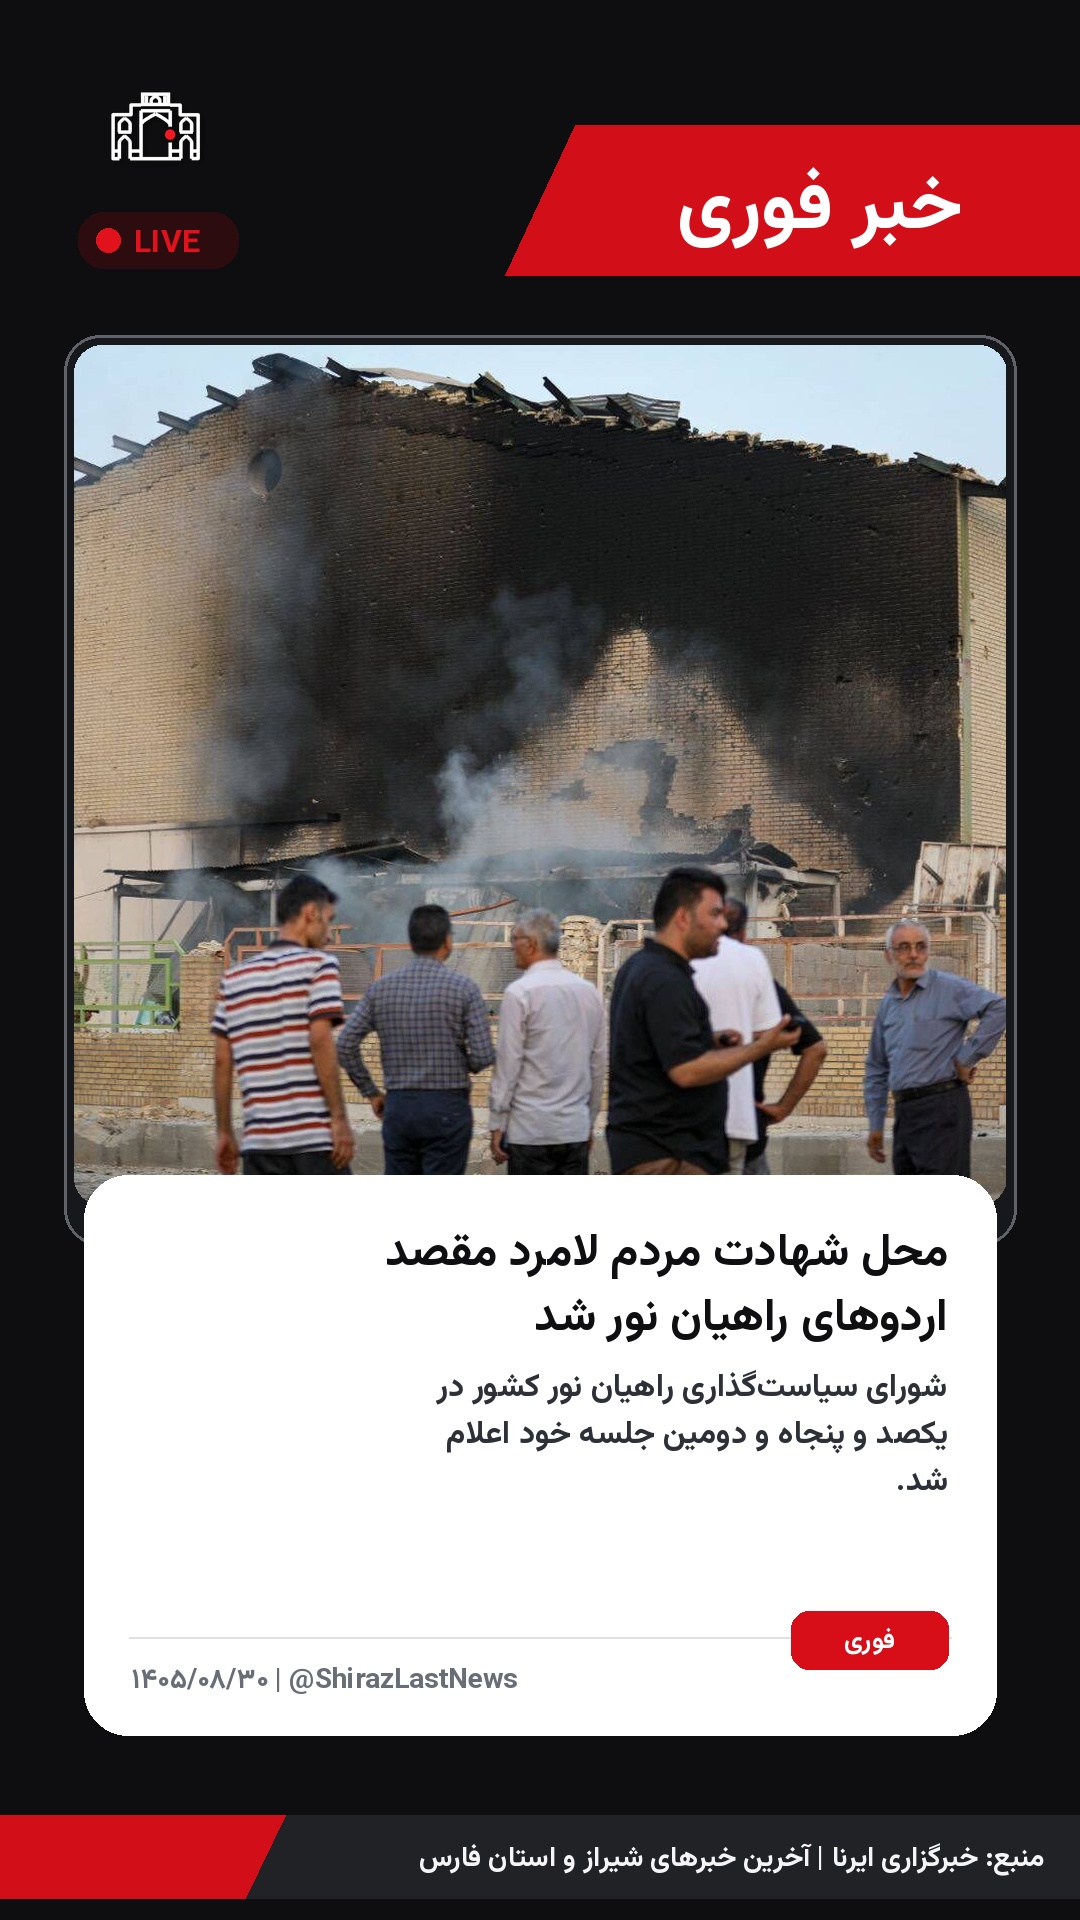 LIVE
خبر فوری
محل شهادت مردم لامرد مقصد
اردوهای راهیان نور شد
شورای سیاست‌گذاری راهیان نور کشور در
یکصد و پنجاه و دومین جلسه خود اعلام
شد.
فوری
۱۴۰۵/۰۸/۳۰ | @ShirazLastNews
منبع: خبرگزاری ایرنا | آخرین خبرهای شیراز و استان فارس